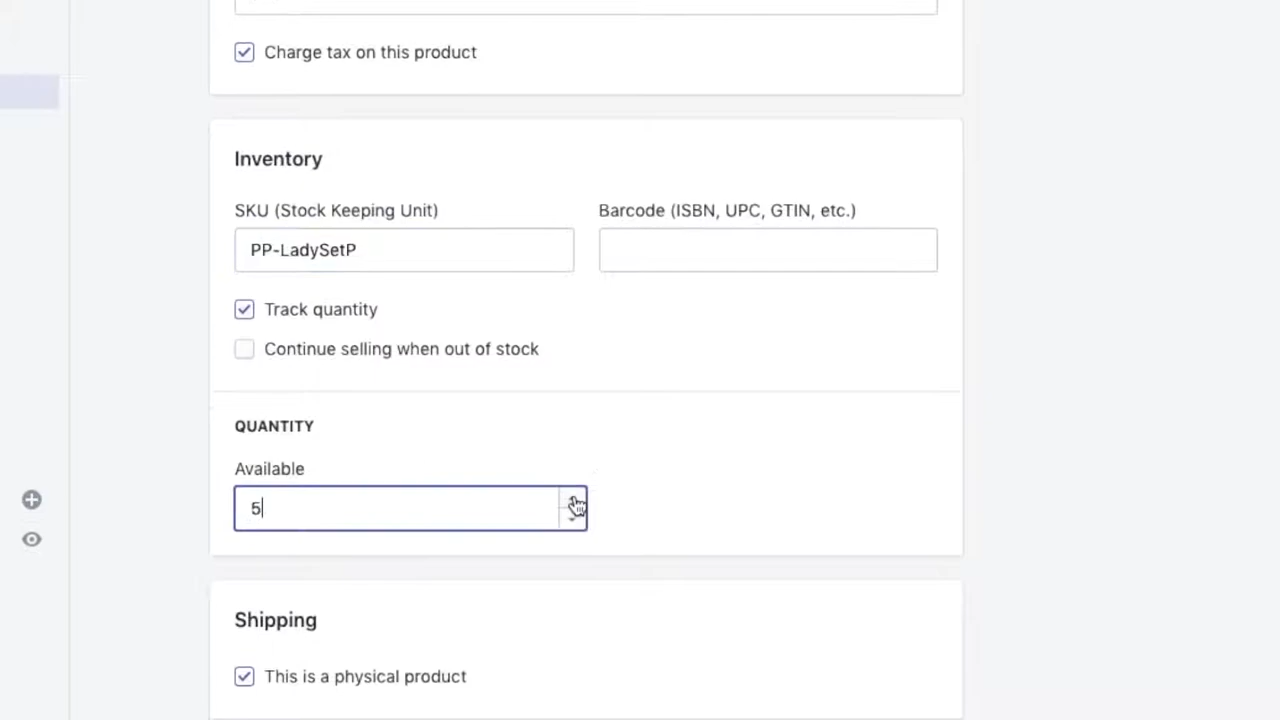 Charge tax on this product
Inventory
SKU (Stock Keeping Unit)
Barcode (ISBN, UPC, GTIN, etc.)
PP-LadySetP
Track quantity
Continue selling when out of stock
QUANTITY
Available
5
Shipping
This is a physical product